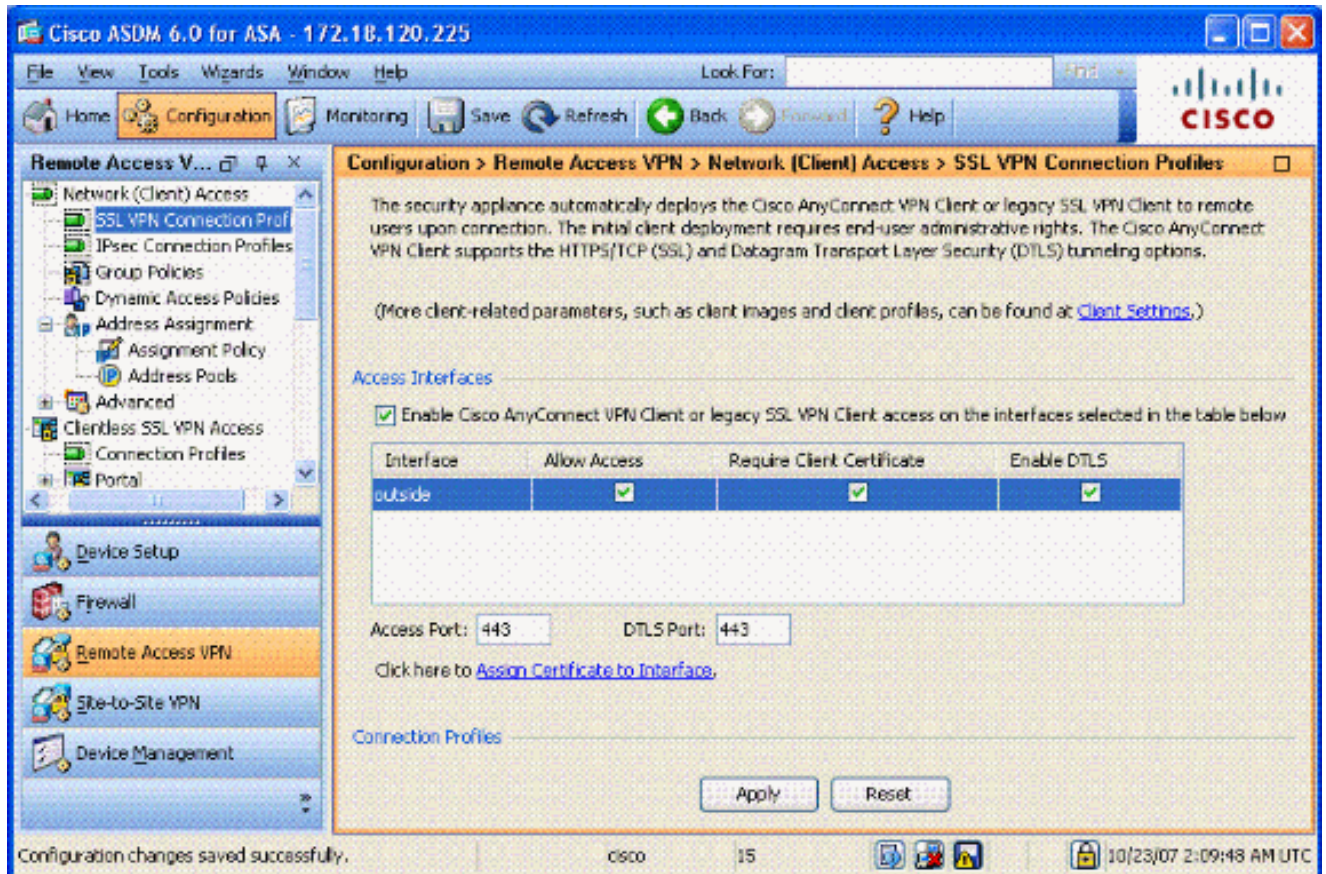 Cisco ASDM 6.0 for ASA - 172.18.120.225
File View Tools Wizards Window Help Look For: Find
Home Configuration Monitoring Save Refresh Back Forward Help
CISCO
Remote Access V...
Network (Client) Access
SSL VPN Connection Prof
IPsec Connection Profiles
Group Policies
Dynamic Access Policies
Address Assignment
Assignment Policy
Address Pools
Advanced
Clientless SSL VPN Access
Connection Profiles
Portal
Device Setup
Firewall
Remote Access VPN
Site-to-Site VPN
Device Management
Configuration > Remote Access VPN > Network (Client) Access > SSL VPN Connection Profiles
The security appliance automatically deploys the Cisco AnyConnect VPN Client or legacy SSL VPN Client to remote
users upon connection. The initial client deployment requires end-user administrative rights. The Cisco AnyConnect
VPN Client supports the HTTPS/TCP (SSL) and Datagram Transport Layer Security (DTLS) tunneling options.
(More client-related parameters, such as client images and client profiles, can be found at Client Settings.)
Access Interfaces
Enable Cisco AnyConnect VPN Client or legacy SSL VPN Client access on the interfaces selected in the table below
Interface Allow Access Require Client Certificate Enable DTLS
outside
Access Port: 443 DTLS Port: 443
Click here to Assign Certificate to Interface.
Connection Profiles
Apply Reset
Configuration changes saved successfully. cisco 15 10/23/07 2:09:48 AM UTC